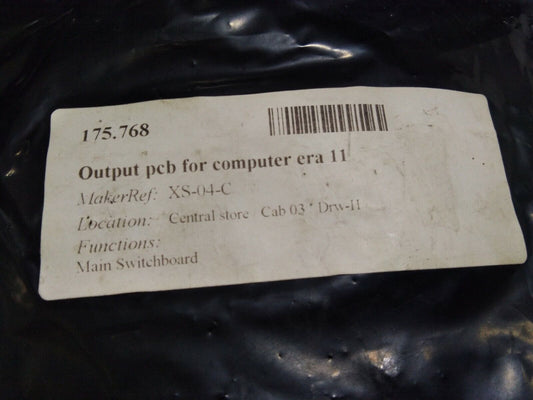 175.768
Output pcb for computer era 11
MakerRef: XS-04-C
Location: Central store Cab 03 Drw-11
Functions:
Main Switchboard